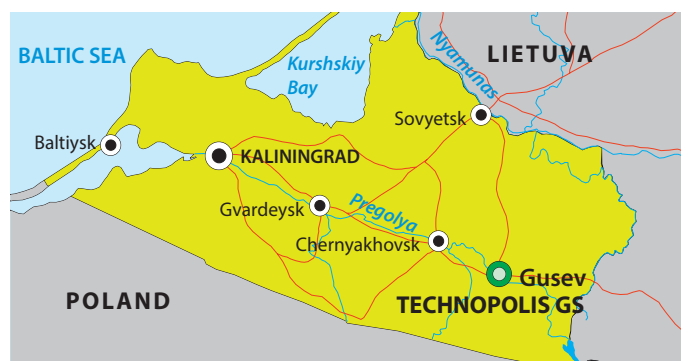 BALTIC SEA
Kurshskiy
Bay
Nyamunas
LIETUVA
Sovyetsk
Baltiysk
KALININGRAD
Gvardeysk
Pregolya
Chernyakhovsk
Gusev
TECHNOPOLIS GS
POLAND